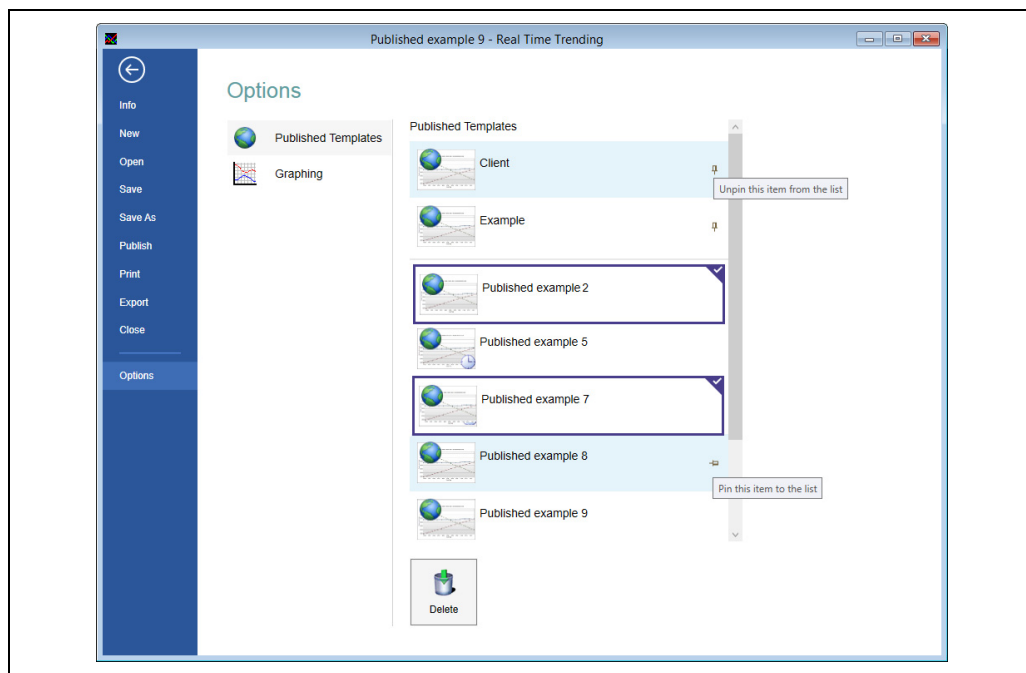 Published example 9 - Real Time Trending
Info
New
Open
Save
Save As
Publish
Print
Export
Close
Options
Options
Published Templates
Graphing
Published Templates
Client
Unpin this item from the list
Example
Published example 2
Published example 5
Published example 7
Published example 8
Pin this item to the list
Published example 9
Delete